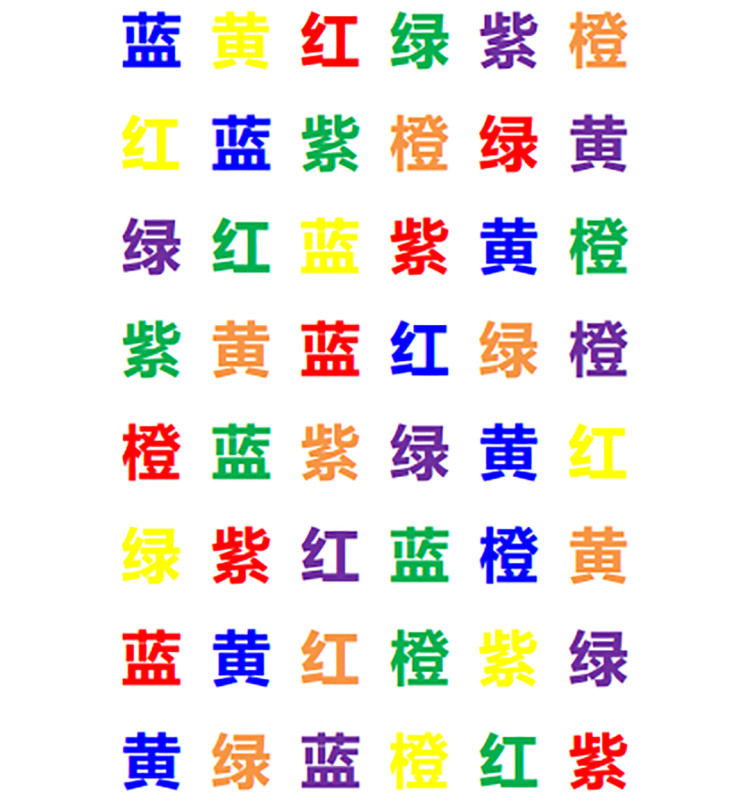 蓝 黄 红 绿 紫 橙
红 蓝 紫 橙 绿 黄
绿 红 蓝 紫 黄 橙
紫 黄 蓝 红 绿 橙
橙 蓝 紫 绿 黄 红
绿 紫 红 蓝 橙 黄
蓝 黄 红 橙 紫 绿
黄 绿 蓝 橙 红 紫